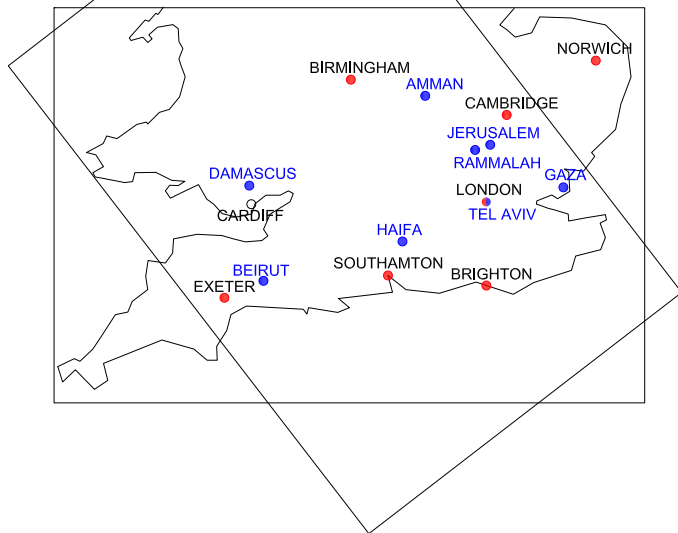 NORWICH
BIRMINGHAM
AMMAN
CAMBRIDGE
JERUSALEM
RAMMALAH
DAMASCUS
GAZA
LONDON
CARDIFF
TEL AVIV
HAIFA
SOUTHAMTON
BEIRUT
BRIGHTON
EXETER